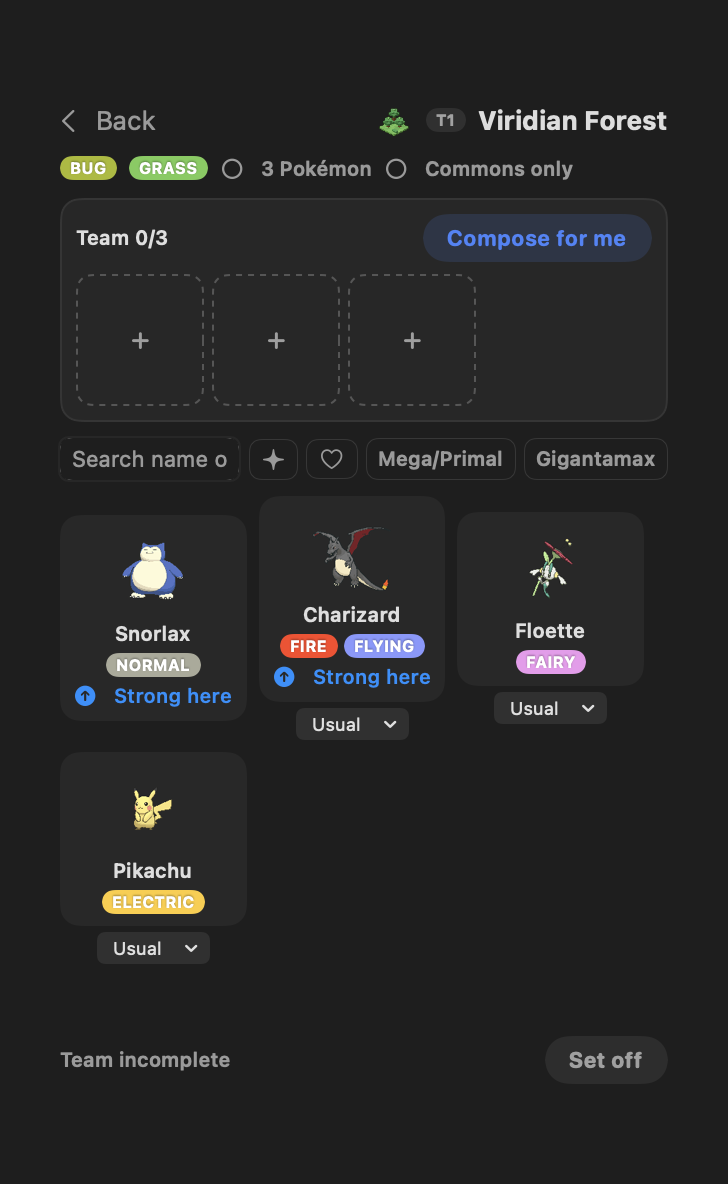 Back
T1 Viridian Forest
BUG GRASS 3 Pokémon Commons only
Team 0/3
Compose for me
+ + +
Search name o
Mega/Primal
Gigantamax
Snorlax
NORMAL
Strong here
Charizard
FIRE FLYING
Strong here
Usual
Floette
FAIRY
Usual
Pikachu
ELECTRIC
Usual
Team incomplete
Set off